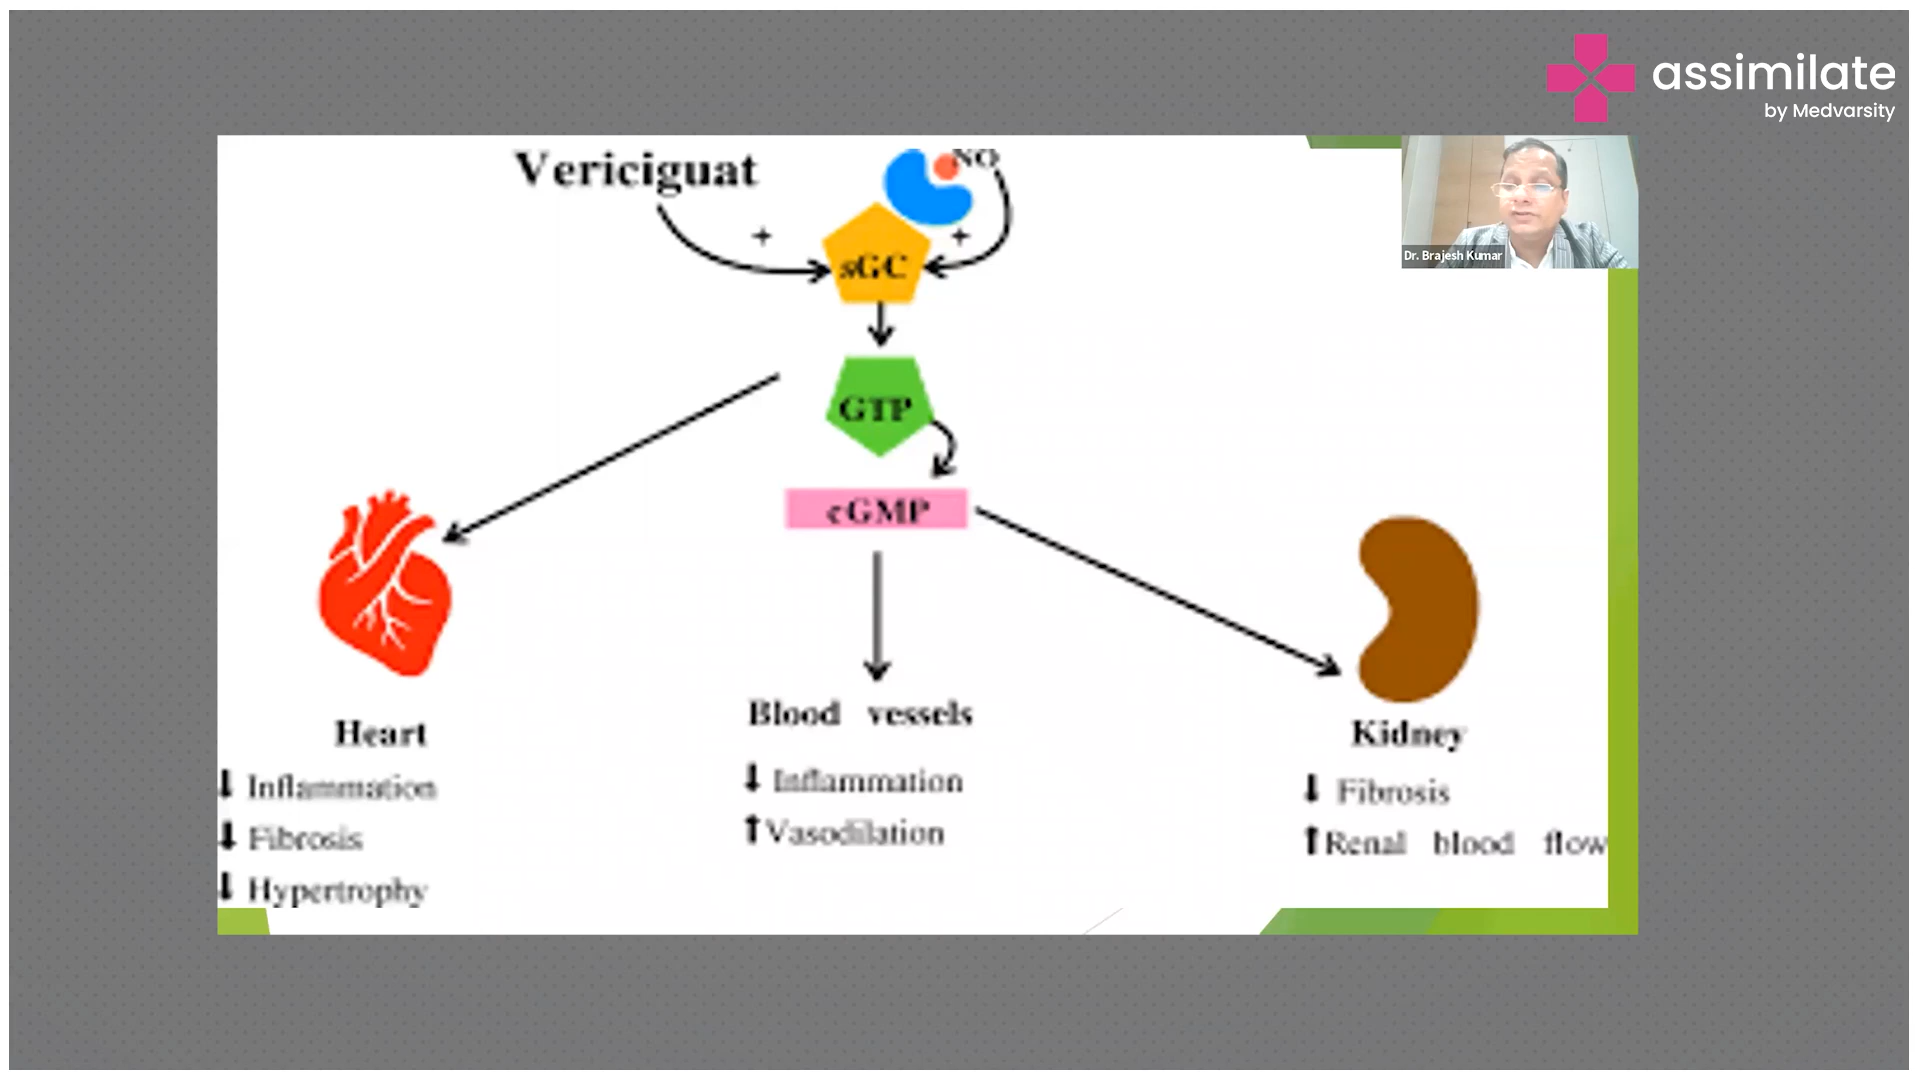 assimilate
by Medvarsity
Vericiguat
NO
Dr. Brajesh Kumar
+
+
sGC
GTP
cGMP
Heart
↓ Inflammation
↓ Fibrosis
↓ Hypertrophy
Blood vessels
↓ Inflammation
↑ Vasodilation
Kidney
↓ Fibrosis
↑ Renal blood flow